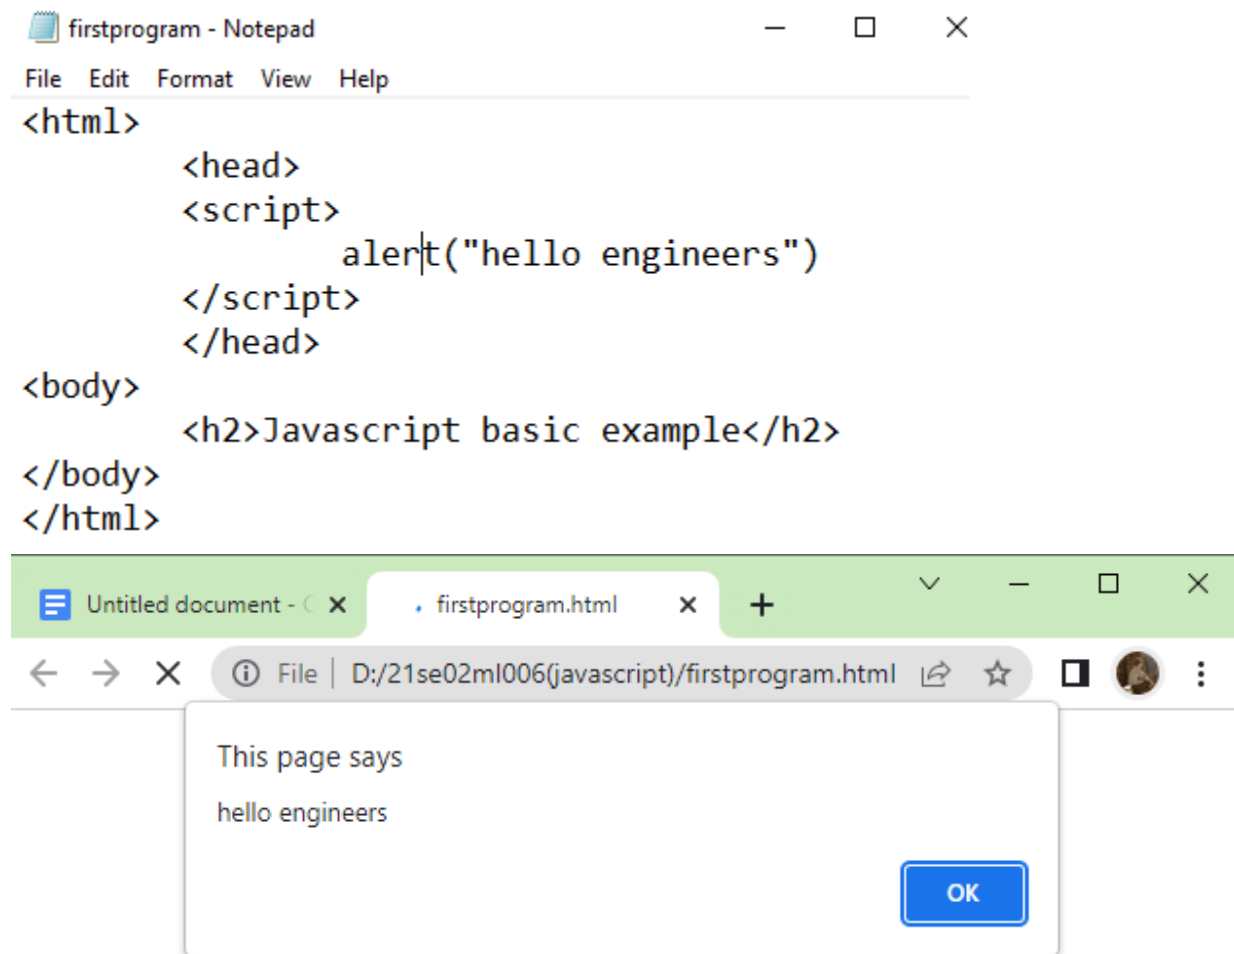 firstprogram - Notepad
File Edit Format View Help
<html>
<head>
<script>
alert("hello engineers")
</script>
</head>
<body>
<h2>Javascript basic example</h2>
</body>
</html>
Untitled document - firstprogram.html
File D:/21se02ml006(javascript)/firstprogram.html
This page says
hello engineers
OK